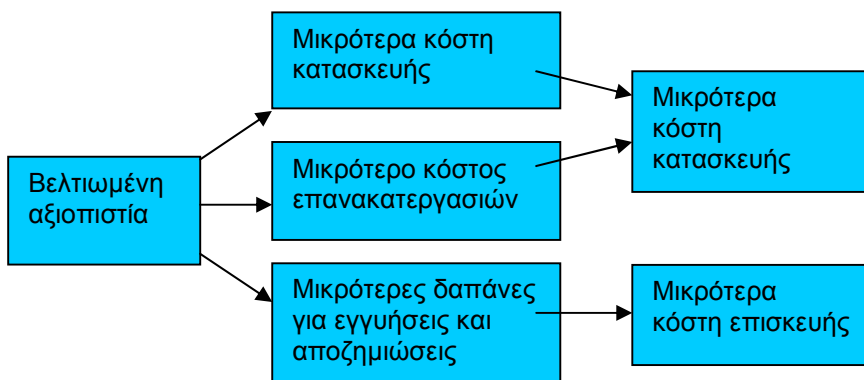 Βελτιωμένη
αξιοπιστία
Μικρότερα κόστη
κατασκευής
Μικρότερο κόστος
επανακατεργασιών
Μικρότερες δαπάνες
για εγγυήσεις και
αποζημιώσεις
Μικρότερα
κόστη
κατασκευής
Μικρότερα
κόστη επισκευής